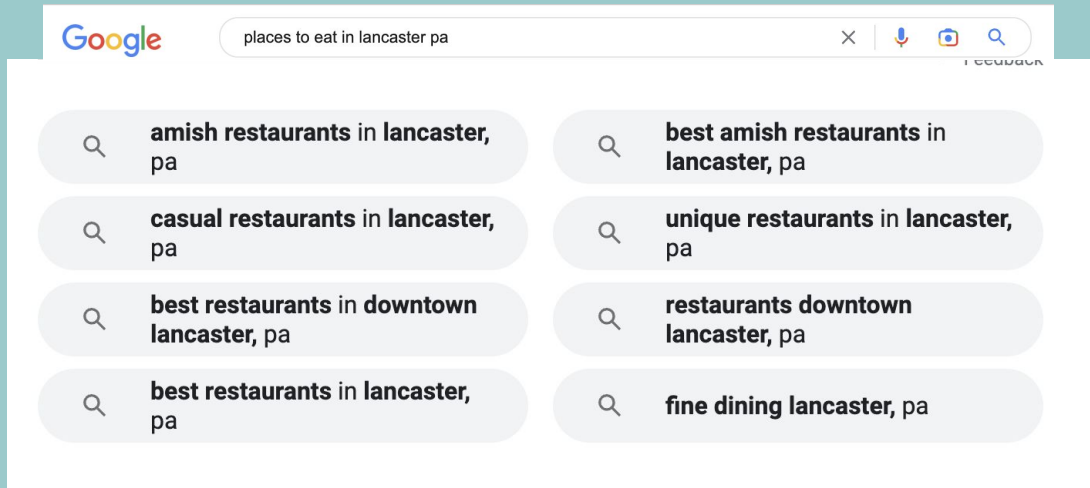 Google
places to eat in lancaster pa
Feedback
amish restaurants in lancaster,
pa
best amish restaurants in
lancaster, pa
casual restaurants in lancaster,
pa
unique restaurants in lancaster,
pa
best restaurants in downtown
lancaster, pa
restaurants downtown
lancaster, pa
best restaurants in lancaster,
pa
fine dining lancaster, pa